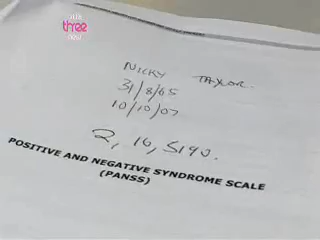 three
NICKY TAYLOR.
31/8/65
10/10/07
2, 16, 5190.
POSITIVE AND NEGATIVE SYNDROME SCALE
(PANSS)